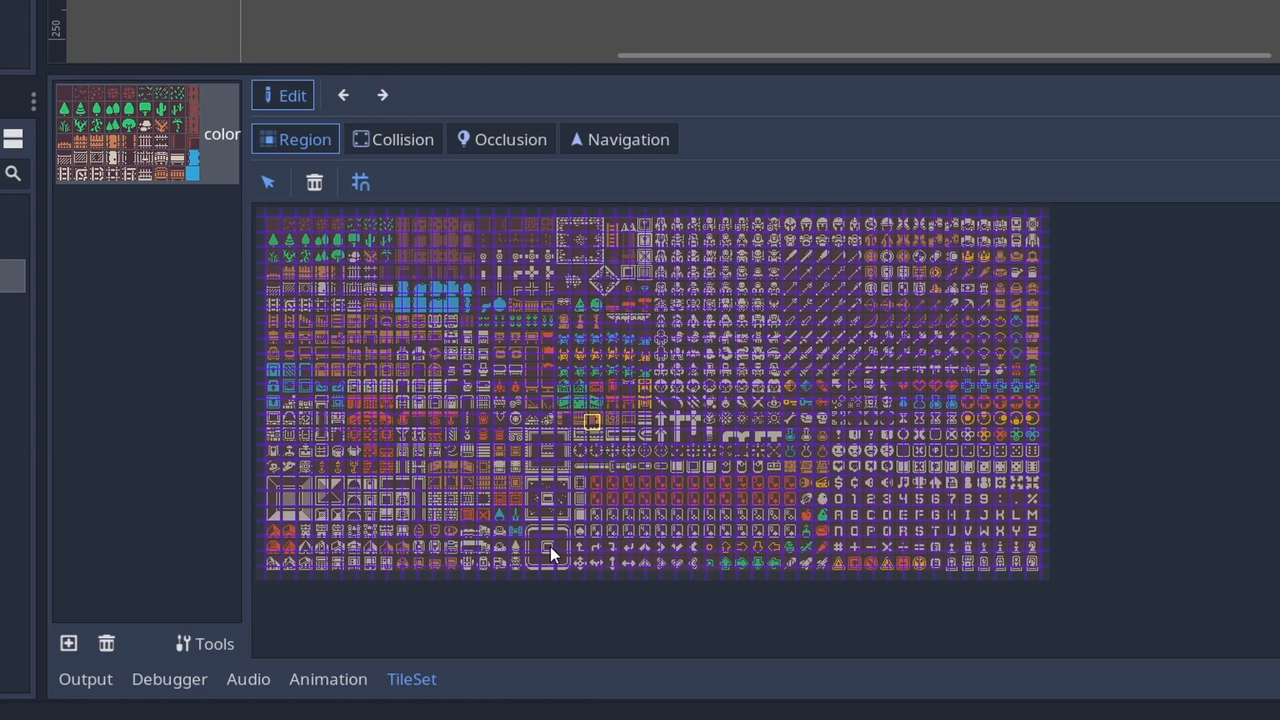 250
Edit
color
Region Collision Occlusion Navigation
$
0 1 2 3 4 5 6 7 8 9 : . %
A B C D E F G H I J K L M
N O P Q R S T U V W X Y Z
Tools
Output Debugger Audio Animation TileSet